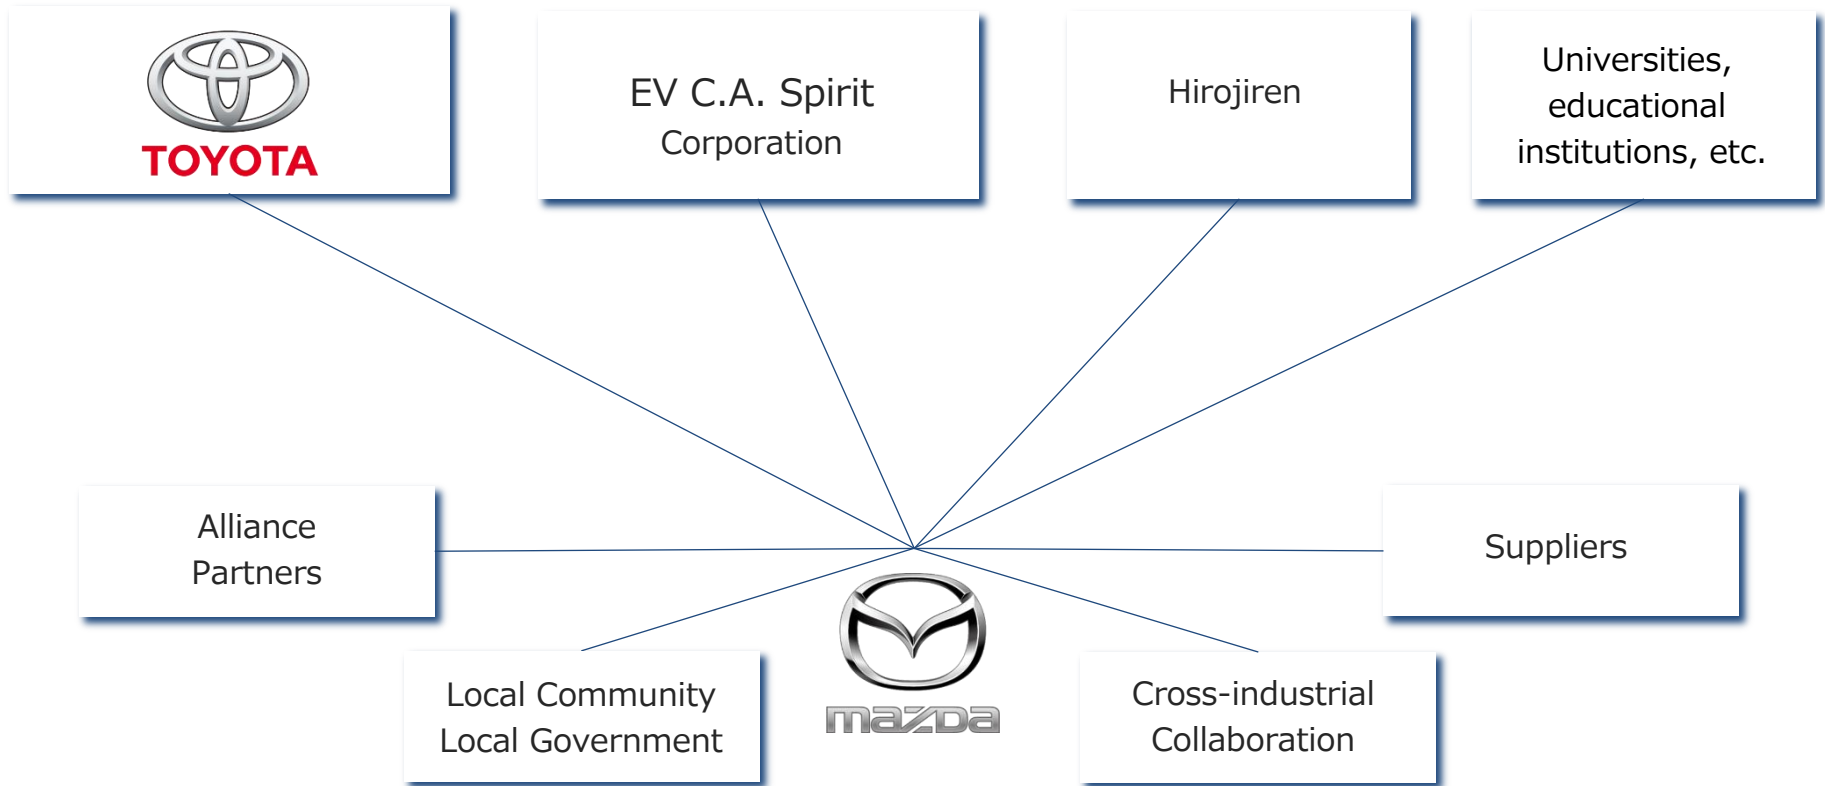 TOYOTA
EV C.A. Spirit
Corporation
Hirojiren
Universities,
educational
institutions, etc.
Alliance
Partners
Suppliers
Local Community
Local Government
mazDa
Cross-industrial
Collaboration